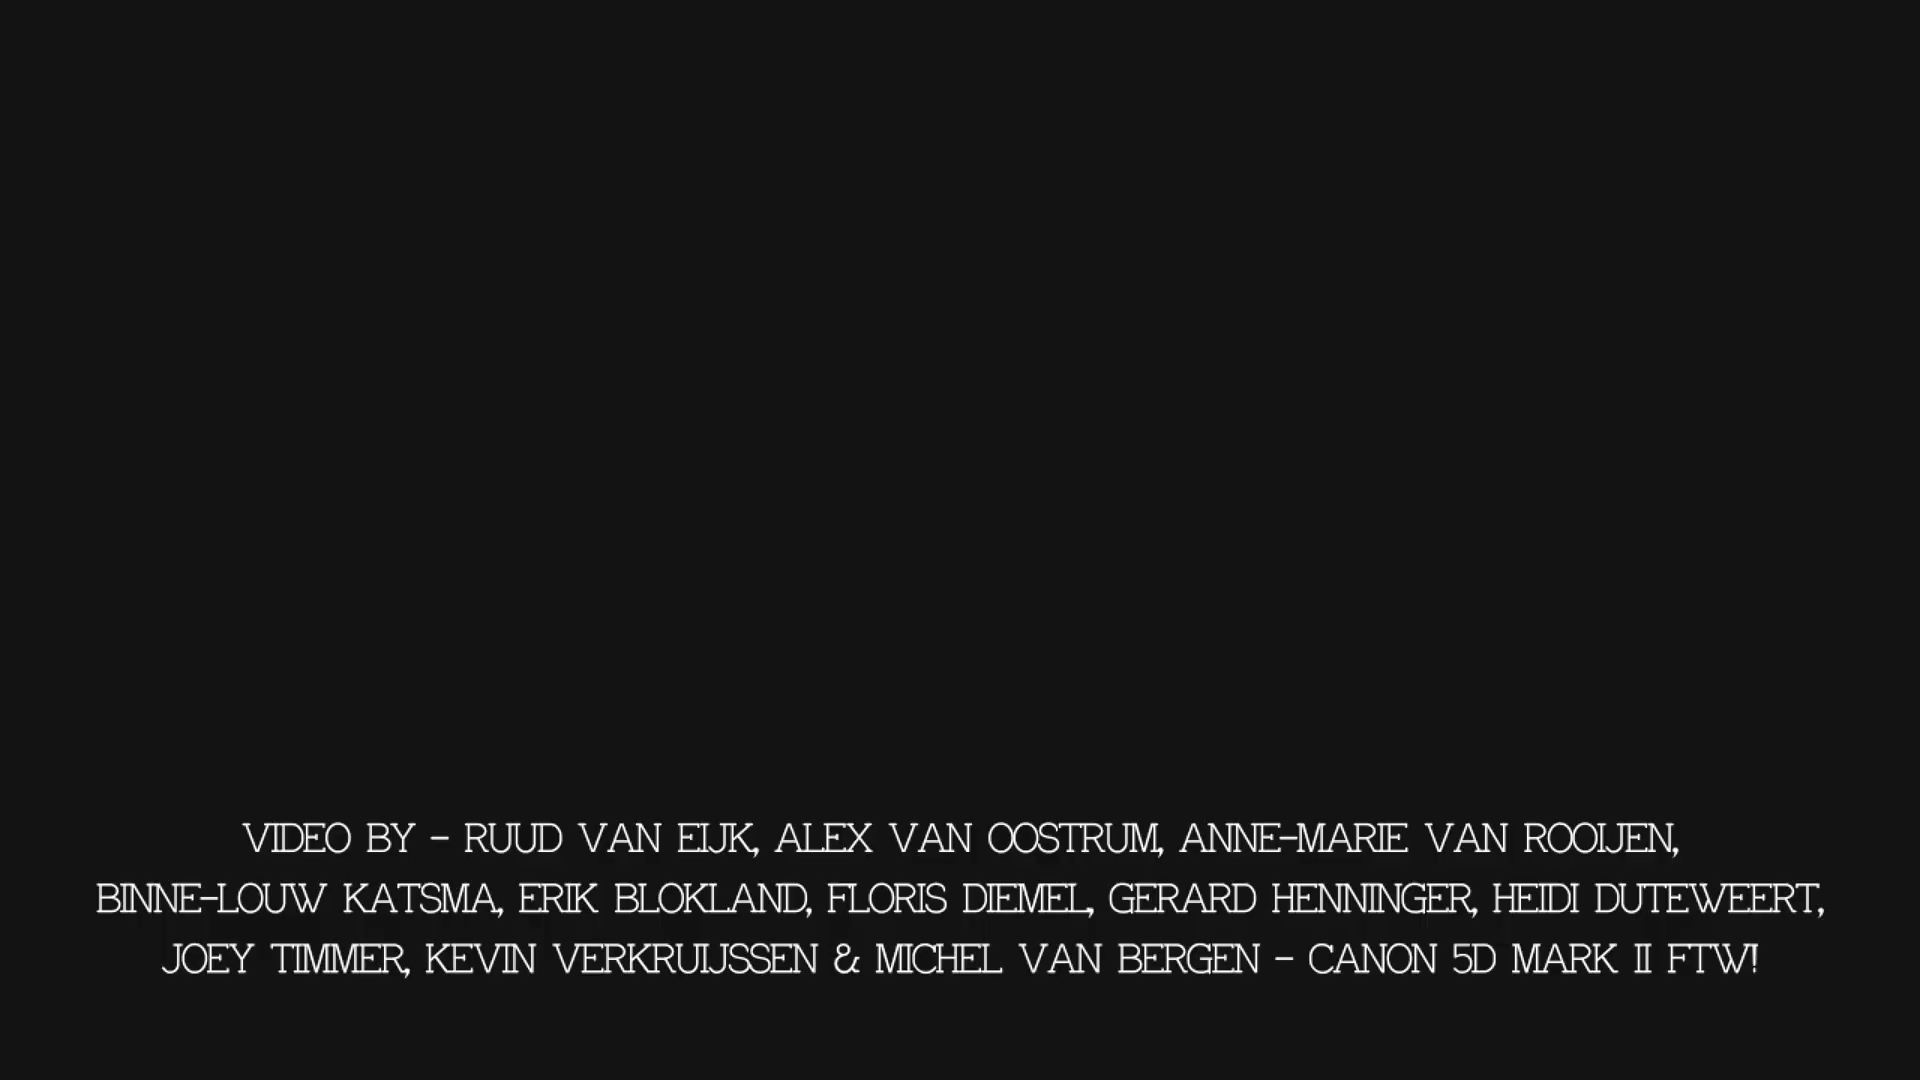 VIDEO BY - RUUD VAN EIJK, ALEX VAN OOSTRUM, ANNE-MARIE VAN ROOIJEN,
BINNE-LOUW KATSMA, ERIK BLOKLAND, FLORIS DIEMEL, GERARD HENNINGER, HEIDI DUTEWEERT,
JOEY TIMMER, KEVIN VERKRUIJSSEN & MICHEL VAN BERGEN - CANON 5D MARK II FTW!